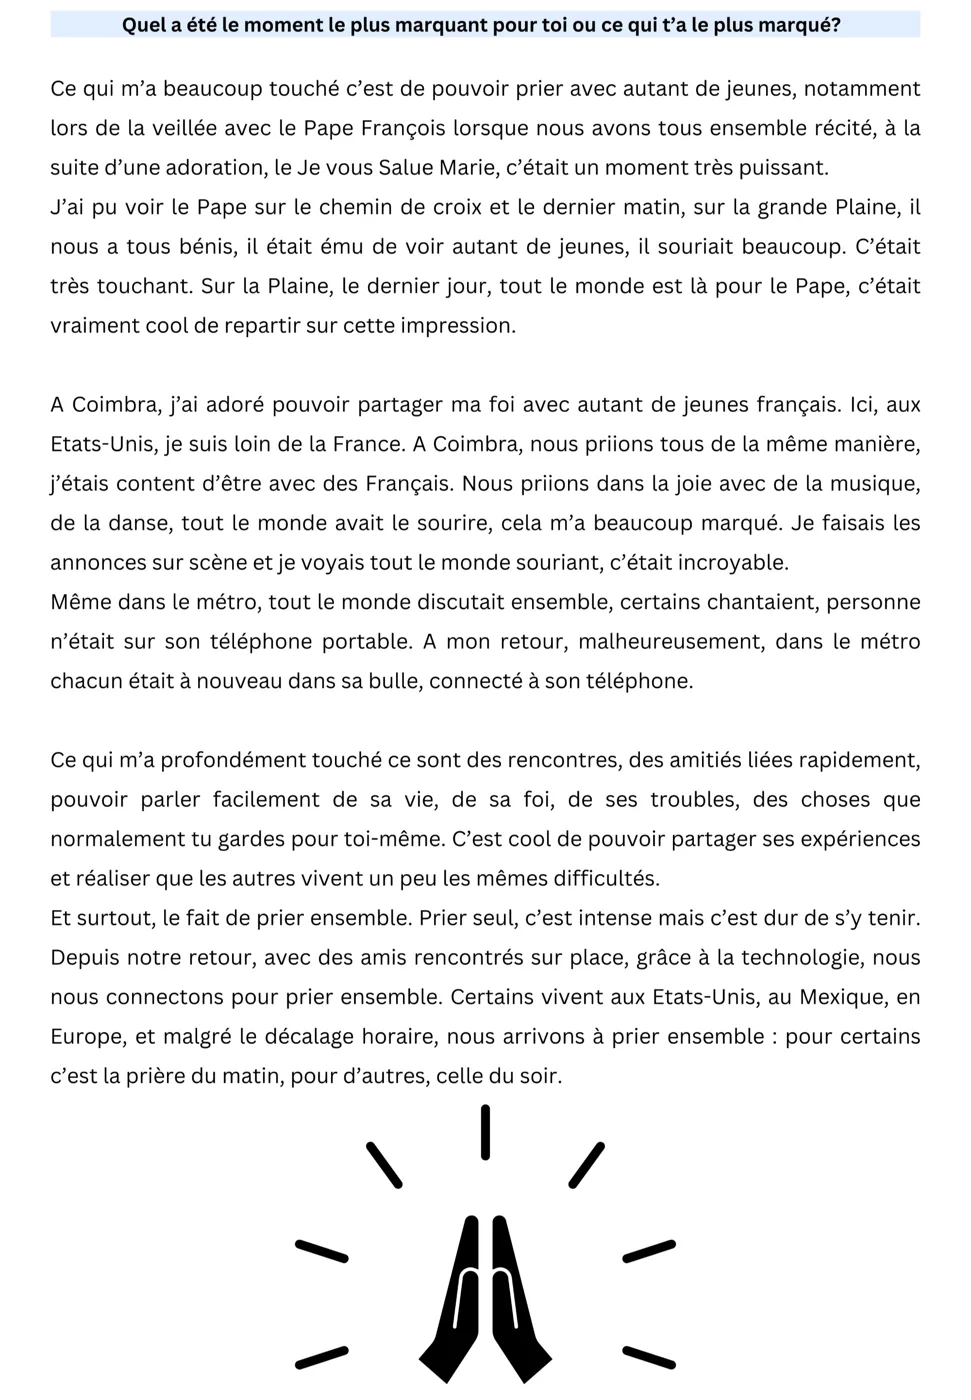 Quel a été le moment le plus marquant pour toi ou ce qui t’a le plus marqué?
Ce qui m’a beaucoup touché c’est de pouvoir prier avec autant de jeunes, notamment
lors de la veillée avec le Pape François lorsque nous avons tous ensemble récité, à la
suite d’une adoration, le Je vous Salue Marie, c’était un moment très puissant.
J’ai pu voir le Pape sur le chemin de croix et le dernier matin, sur la grande Plaine, il
nous a tous bénis, il était ému de voir autant de jeunes, il souriait beaucoup. C’était
très touchant. Sur la Plaine, le dernier jour, tout le monde est là pour le Pape, c’était
vraiment cool de repartir sur cette impression.
A Coimbra, j’ai adoré pouvoir partager ma foi avec autant de jeunes français. Ici, aux
Etats-Unis, je suis loin de la France. A Coimbra, nous priions tous de la même manière,
j’étais content d’être avec des Français. Nous priions dans la joie avec de la musique,
de la danse, tout le monde avait le sourire, cela m’a beaucoup marqué. Je faisais les
annonces sur scène et je voyais tout le monde souriant, c’était incroyable.
Même dans le métro, tout le monde discutait ensemble, certains chantaient, personne
n’était sur son téléphone portable. A mon retour, malheureusement, dans le métro
chacun était à nouveau dans sa bulle, connecté à son téléphone.
Ce qui m’a profondément touché ce sont des rencontres, des amitiés liées rapidement,
pouvoir parler facilement de sa vie, de sa foi, de ses troubles, des choses que
normalement tu gardes pour toi-même. C’est cool de pouvoir partager ses expériences
et réaliser que les autres vivent un peu les mêmes difficultés.
Et surtout, le fait de prier ensemble. Prier seul, c’est intense mais c’est dur de s’y tenir.
Depuis notre retour, avec des amis rencontrés sur place, grâce à la technologie, nous
nous connectons pour prier ensemble. Certains vivent aux Etats-Unis, au Mexique, en
Europe, et malgré le décalage horaire, nous arrivons à prier ensemble : pour certains
c’est la prière du matin, pour d’autres, celle du soir.